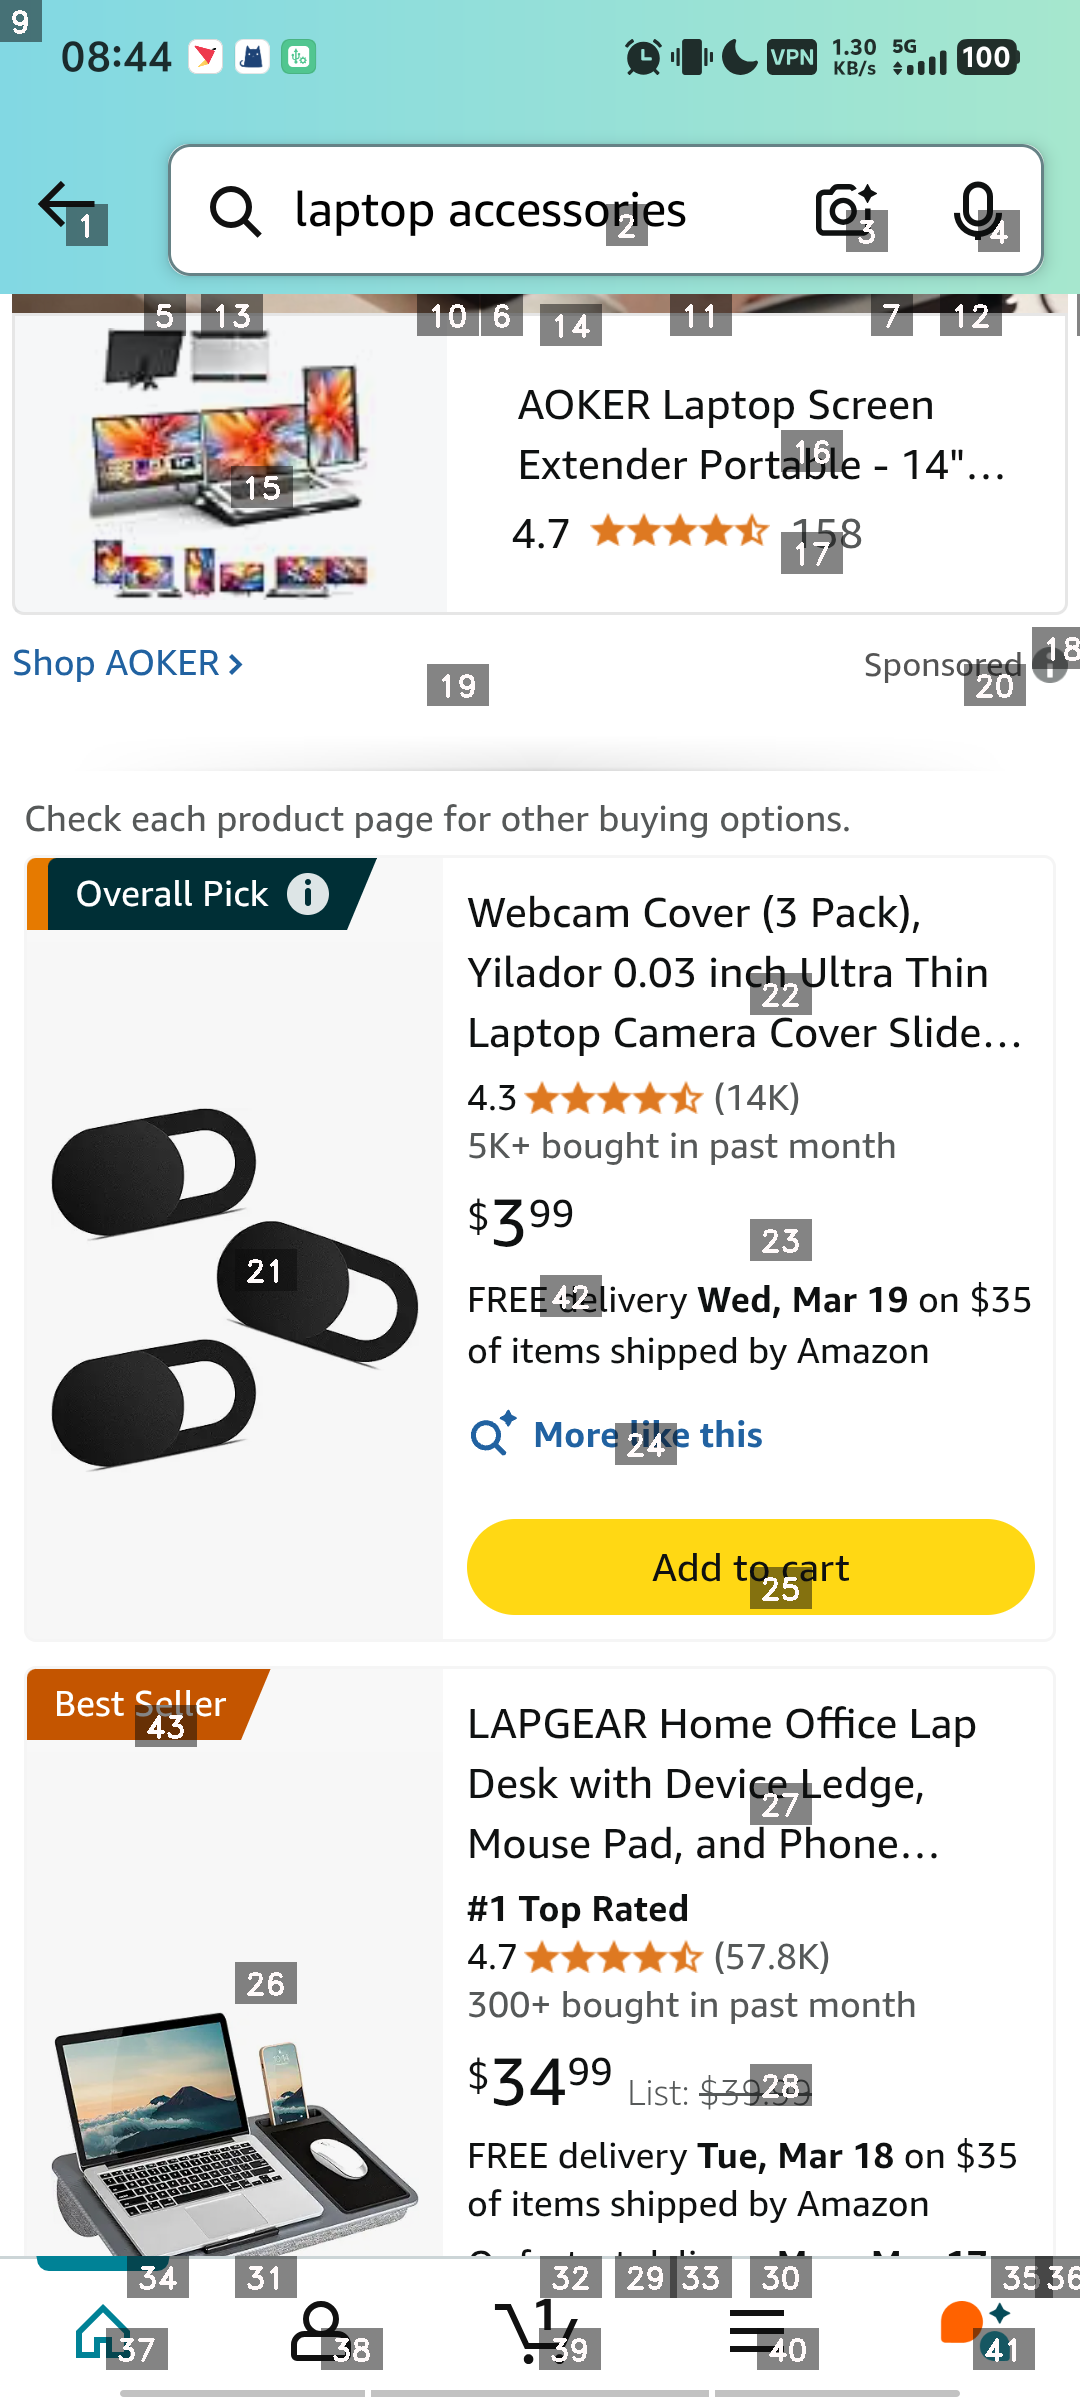 9
08:44
VPN
1.30
KB/s
5G
100
1
laptop accessories
2
3
4
5
13
10
6
14
11
7
12
AOKER Laptop Screen
Extender Portable - 14"...
15
16
4.7
158
17
Shop AOKER
Sponsored
18
19
20
Check each product page for other buying options.
Overall Pick
Webcam Cover (3 Pack),
Yilador 0.03 inch Ultra Thin
22
Laptop Camera Cover Slide...
4.3 (14K)
5K+ bought in past month
$3.99
23
21
42
FREE delivery Wed, Mar 19 on $35
of items shipped by Amazon
More like this
24
Add to cart
25
Best Seller
43
LAPGEAR Home Office Lap
Desk with Device Ledge,
27
Mouse Pad, and Phone...
#1 Top Rated
4.7 (57.8K)
26
300+ bought in past month
$34.99 List: $39.99
28
FREE delivery Tue, Mar 18 on $35
of items shipped by Amazon
34
31
32
29
33
30
35
36
1
37
38
39
40
41